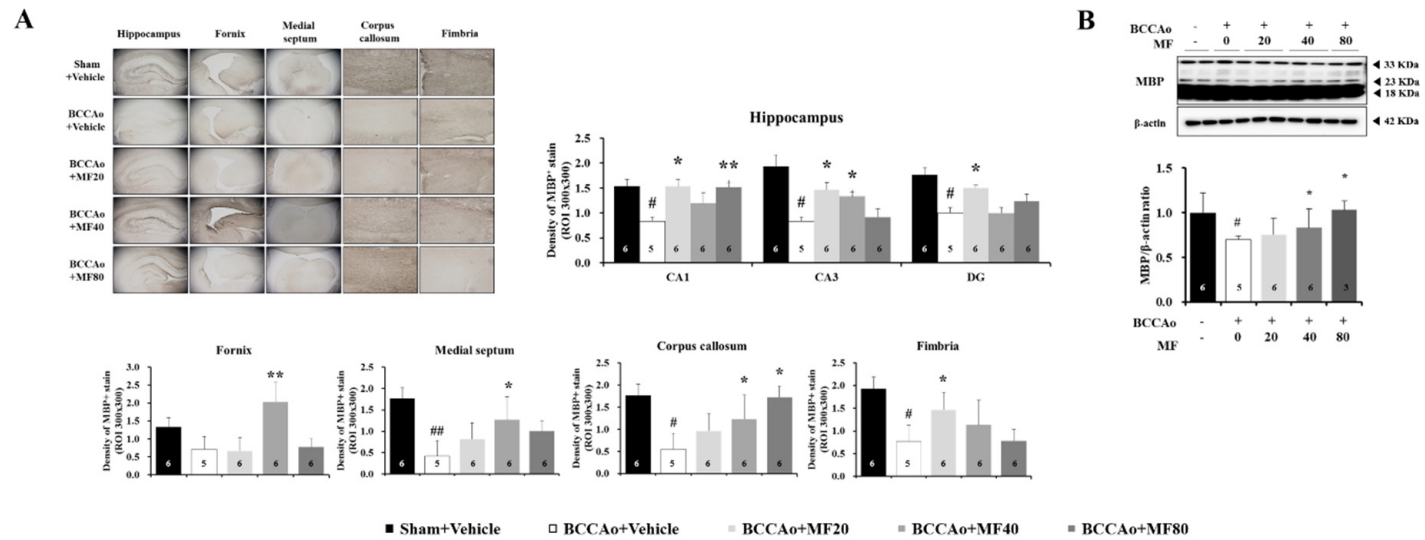 A
Hippocampus Fornix Medial septum Corpus callosum Fimbria
Sham +Vehicle
BCCAo +Vehicle
BCCAo +MF20
BCCAo +MF40
BCCAo +MF80
Hippocampus
Density of MBP⁺ stain
(ROI 300x300)
2.5
2.0
1.5
1.0
0.5
0.0
# * ** # * * # *
6 5 6 6 6 6 5 6 6 6 6 5 6 6 6
CA1 CA3 DG
B
BCCAo - - + + + +
MF - - 0 20 40 80
MBP
33 KDa
23 KDa
18 KDa
β-actin
42 KDa
MBP/β-actin ratio
1.5
1.0
0.5
0.0
# * *
6 5 6 6 3
BCCAo - + + + +
MF - 0 20 40 80
Fornix
Density of MBP+ stain
(ROI 300x300)
3.0
2.5
2.0
1.5
1.0
0.5
0.0
**
6 5 6 6 6
Medial septum
Density of MBP+ stain
(ROI 300x300)
2.5
2.0
1.5
1.0
0.5
0.0
## *
6 5 6 6 6
Corpus callosum
Density of MBP+ stain
(ROI 300x300)
2.5
2.0
1.5
1.0
0.5
0.0
# * *
6 5 6 6 6
Fimbria
Density of MBP+ stain
(ROI 300x300)
2.5
2.0
1.5
1.0
0.5
0.0
# *
6 5 6 6 6
Sham+Vehicle BCCAo+Vehicle BCCAo+MF20 BCCAo+MF40 BCCAo+MF80